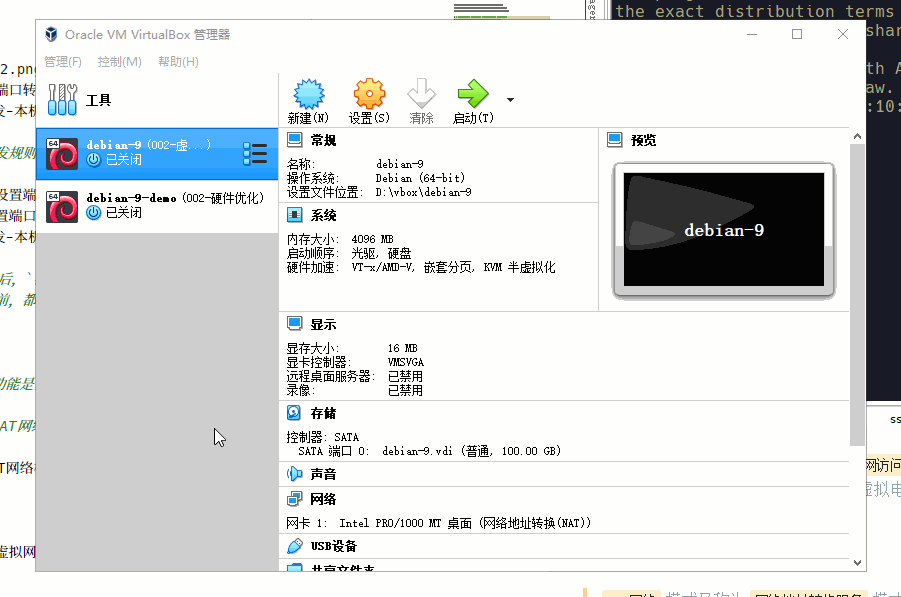 the exact distribution terms
Oracle VM VirtualBox 管理器
管理(F) 控制(M) 帮助(H)
工具
新建(N) 设置(S) 清除 启动(T)
64
debian-9 (002-虚...)
已关闭
64
debian-9-demo (002-硬件优化)
已关闭
常规
名称: debian-9
操作系统: Debian (64-bit)
设置文件位置: D:\vbox\debian-9
预览
debian-9
系统
内存大小: 4096 MB
启动顺序: 光驱, 硬盘
硬件加速: VT-x/AMD-V, 嵌套分页, KVM 半虚拟化
显示
显存大小: 16 MB
显卡控制器: VMSVGA
远程桌面服务器: 已禁用
录像: 已禁用
存储
控制器: SATA
SATA 端口 0: debian-9.vdi (普通, 100.00 GB)
声音
网络
网卡 1: Intel PRO/1000 MT 桌面 (网络地址转换(NAT))
USB设备
共享文件夹
2.png
端口转
发-本机
发规则
设置端
置端口
发-本机
后, `
前, 都
功能是
AT网络
T网络
虚拟网
shar
th A
aw.
:10:
ss
网访问
虚拟电